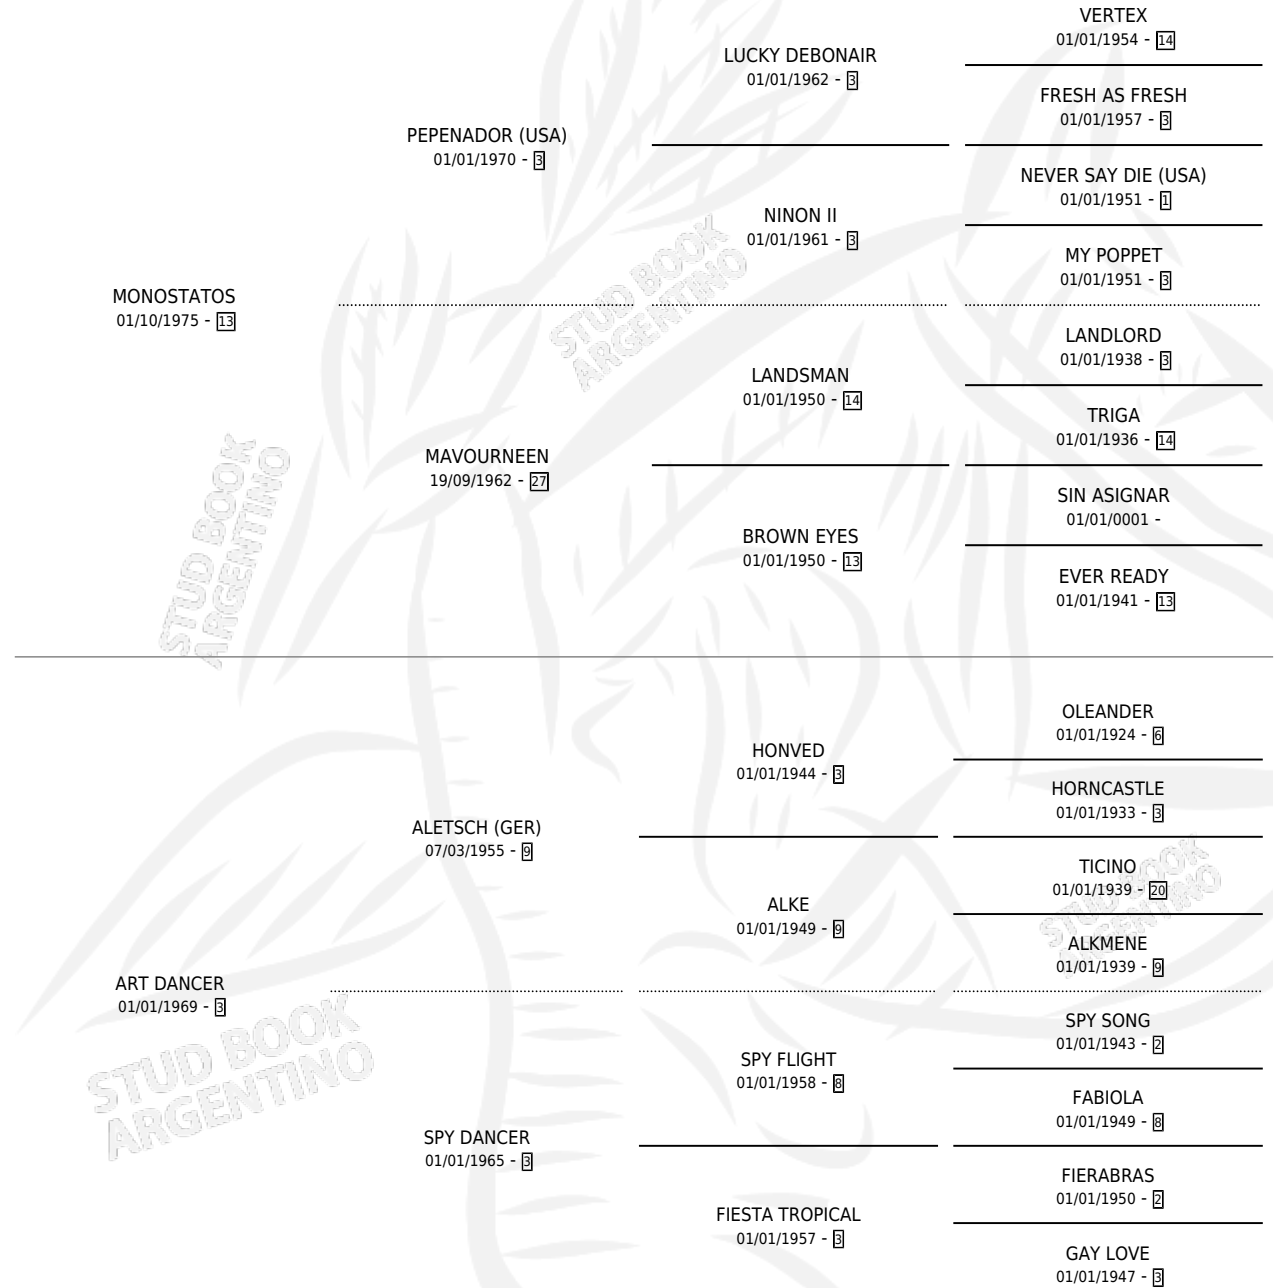 VERTEX
01/01/1954 - 14
LUCKY DEBONAIR
01/01/1962 - 3
FRESH AS FRESH
01/01/1957 - 3
PEPENADOR (USA)
01/01/1970 - 3
NEVER SAY DIE (USA)
01/01/1951 - 1
NINON II
01/01/1961 - 3
MY POPPET
01/01/1951 - 3
MONOSTATOS
01/10/1975 - 13
LANDLORD
01/01/1938 - 3
LANDSMAN
01/01/1950 - 14
TRIGA
01/01/1936 - 14
MAVOURNEEN
19/09/1962 - 27
SIN ASIGNAR
01/01/0001 -
BROWN EYES
01/01/1950 - 13
EVER READY
01/01/1941 - 13
OLEANDER
01/01/1924 - 6
HONVED
01/01/1944 - 3
HORNCASTLE
01/01/1933 - 3
ALETSCH (GER)
07/03/1955 - 9
TICINO
01/01/1939 - 20
ALKE
01/01/1949 - 9
ALKMENE
01/01/1939 - 9
ART DANCER
01/01/1969 - 3
SPY SONG
01/01/1943 - 2
SPY FLIGHT
01/01/1958 - 8
FABIOLA
01/01/1949 - 8
SPY DANCER
01/01/1965 - 3
FIERABRAS
01/01/1950 - 2
FIESTA TROPICAL
01/01/1957 - 3
GAY LOVE
01/01/1947 - 3
STUD BOOK
ARGENTINO
STUD BOOK
ARGENTINO
STUD BOOK
ARGENTINO
STUD BOOK
ARGENTINO